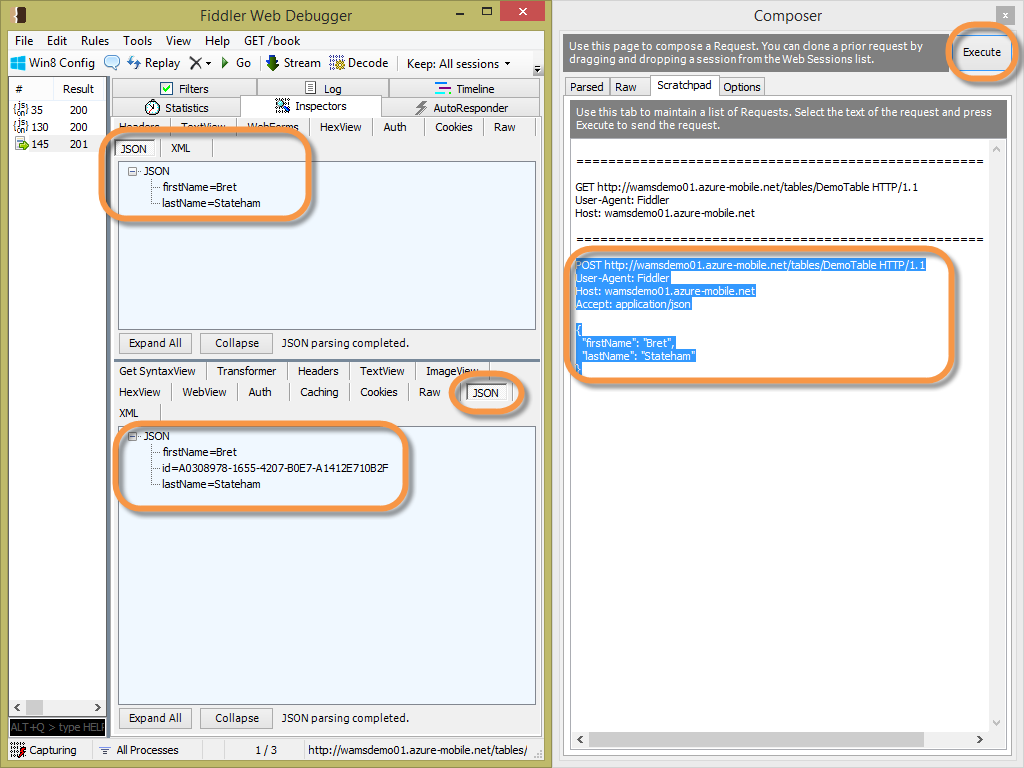 Fiddler Web Debugger
File Edit Rules Tools View Help GET /book
Win8 Config Replay Go Stream Decode Keep: All sessions
# Result
35 200
130 200
145 201
Filters Log Timeline
Statistics Inspectors AutoResponder
Headers TextView WebForms HexView Auth Cookies Raw
JSON XML
JSON
firstName=Bret
lastName=Stateham
Expand All Collapse JSON parsing completed.
Get SyntaxView Transformer Headers TextView ImageView
HexView WebView Auth Caching Cookies Raw JSON
XML
JSON
firstName=Bret
id=A0308978-1655-4207-B0E7-A1412E710B2F
lastName=Stateham
Expand All Collapse JSON parsing completed.
ALT+Q > type HELP
Capturing All Processes 1 / 3 http://wamsdemo01.azure-mobile.net/tables/
Composer
Use this page to compose a Request. You can clone a prior request by
dragging and dropping a session from the Web Sessions list.
Execute
Parsed Raw Scratchpad Options
Use this tab to maintain a list of Requests. Select the text of the request and press
Execute to send the request.
====================================================
GET http://wamsdemo01.azure-mobile.net/tables/DemoTable HTTP/1.1
User-Agent: Fiddler
Host: wamsdemo01.azure-mobile.net
====================================================
POST http://wamsdemo01.azure-mobile.net/tables/DemoTable HTTP/1.1
User-Agent: Fiddler
Host: wamsdemo01.azure-mobile.net
Accept: application/json
{
"firstName": "Bret",
"lastName": "Stateham"
}